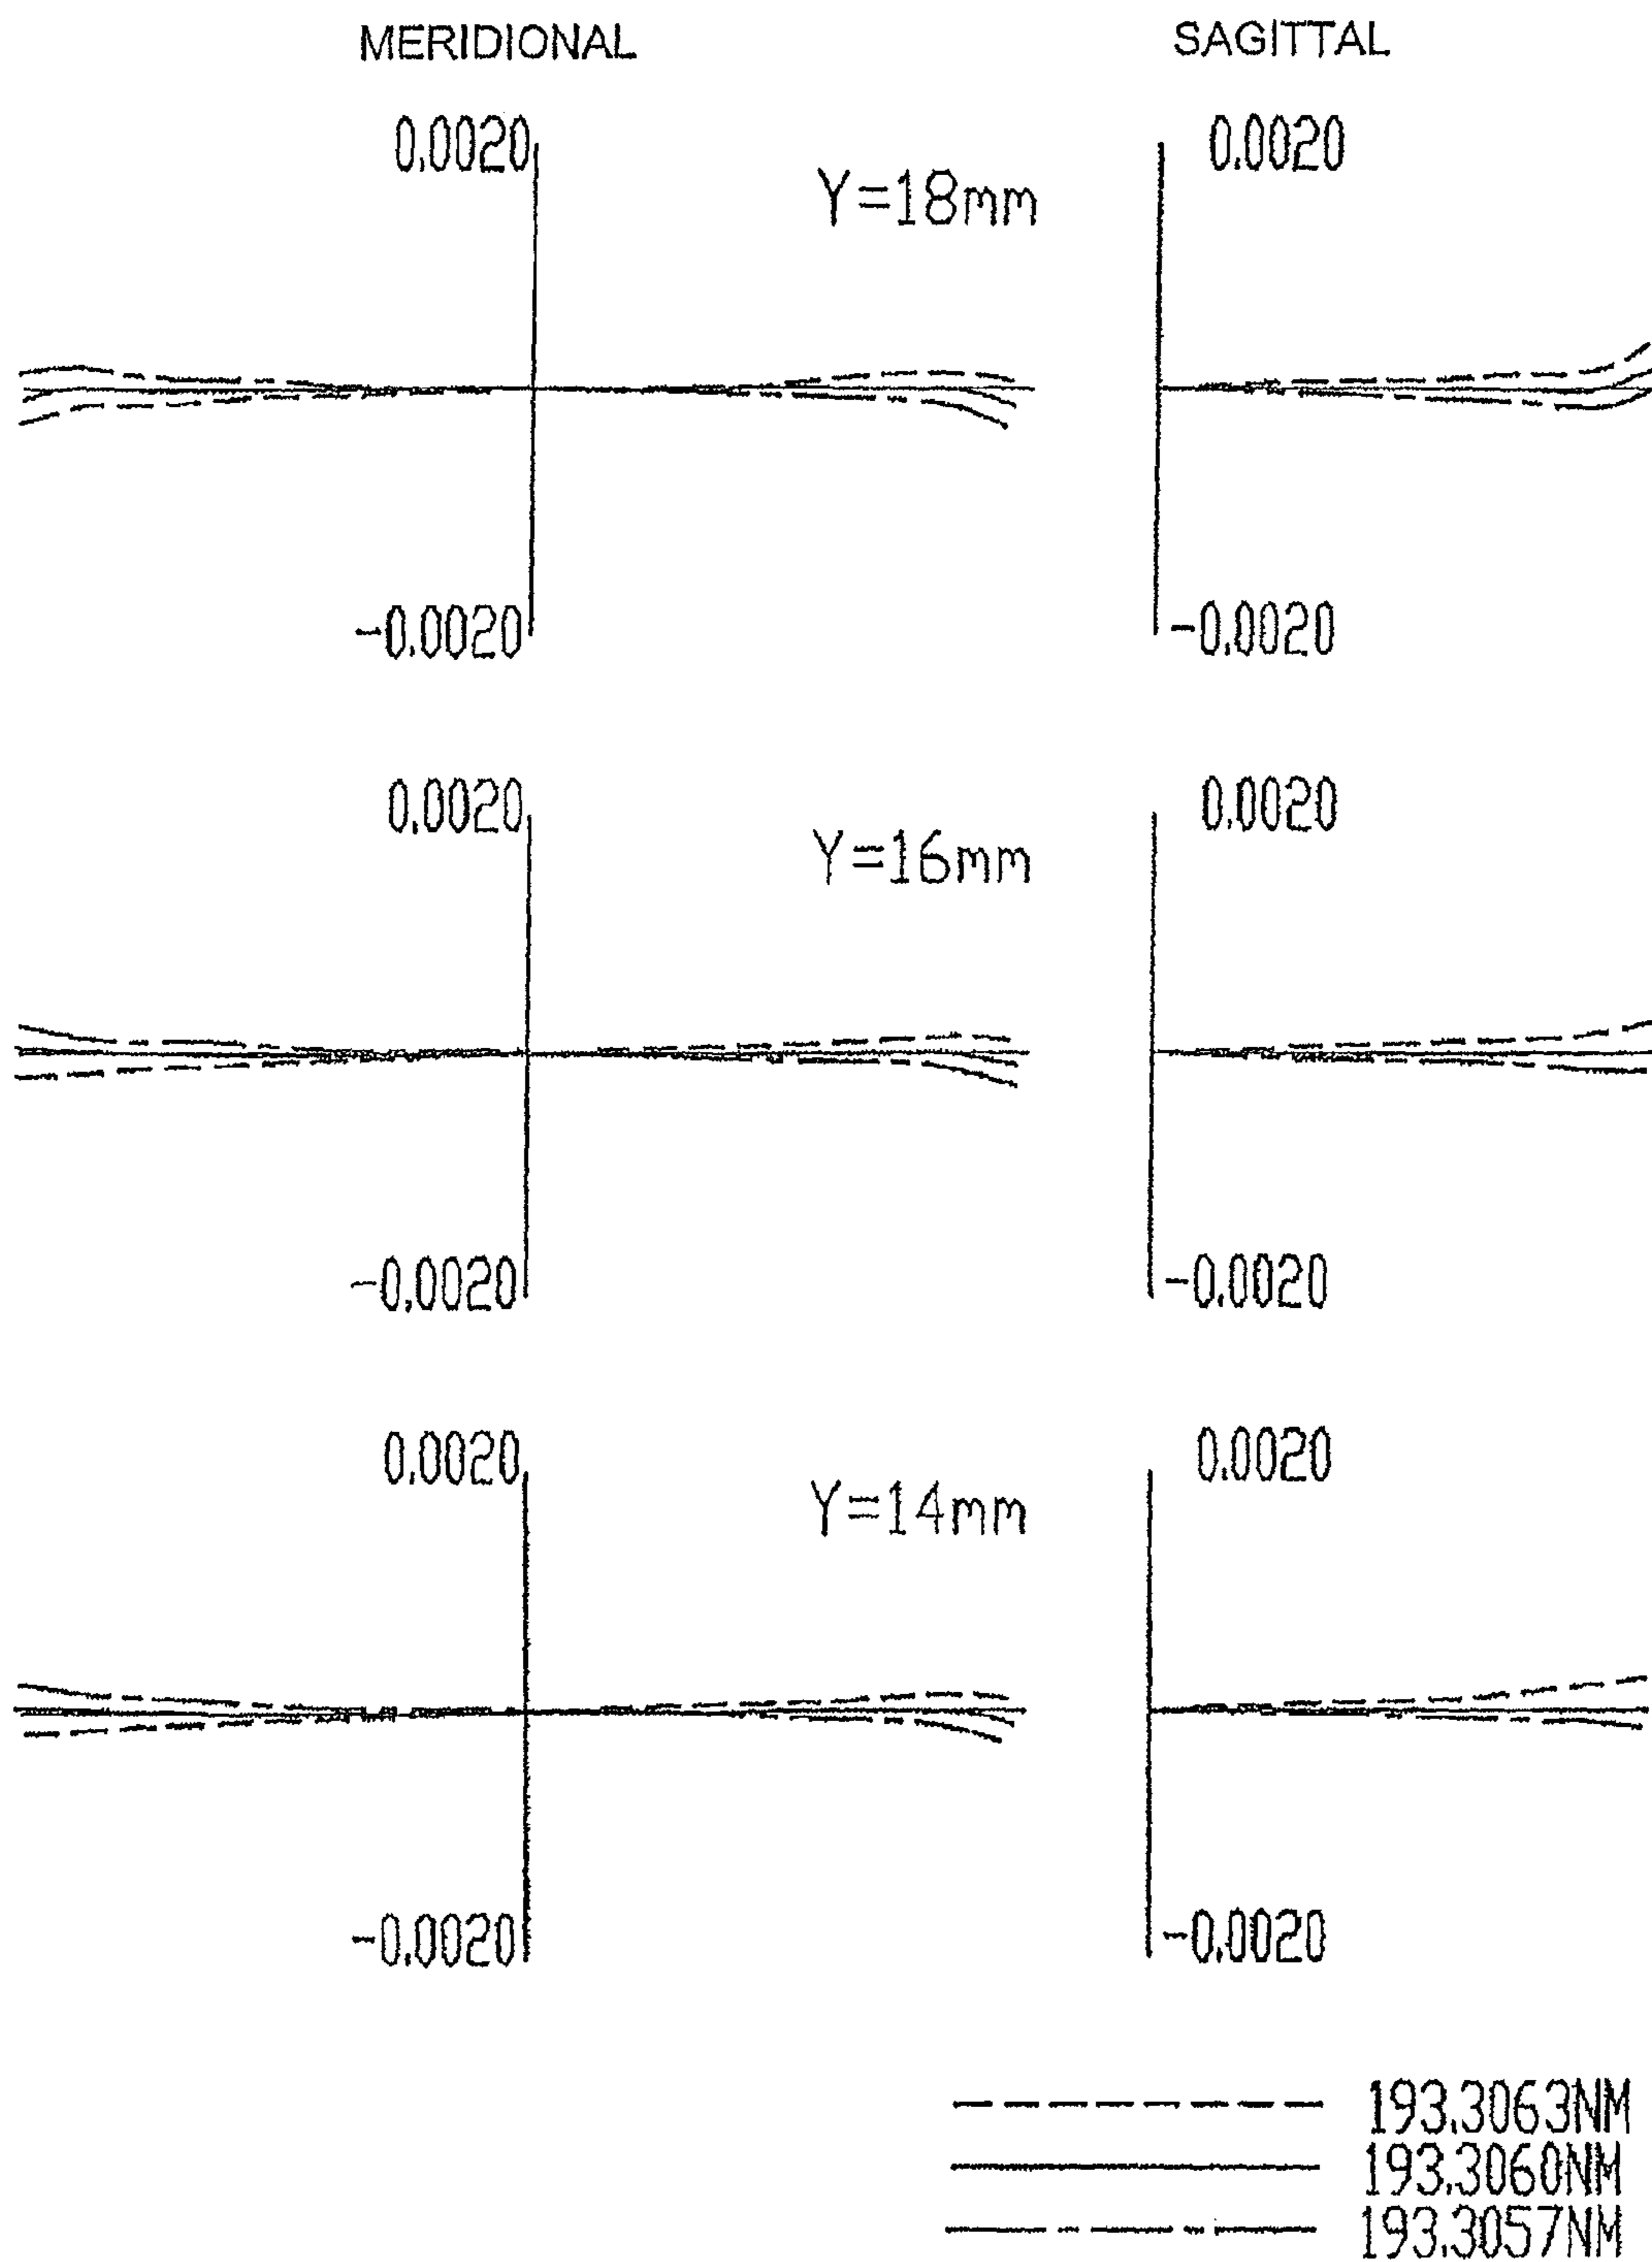 MERIDIONAL SAGITTAL
0.0020 0.0020
Y=18mm
-0.0020 -0.0020
0.0020 0.0020
Y=16mm
-0.0020 -0.0020
0.0020 0.0020
Y=14mm
-0.0020 -0.0020
193.3063NM
193.3060NM
193.3057NM